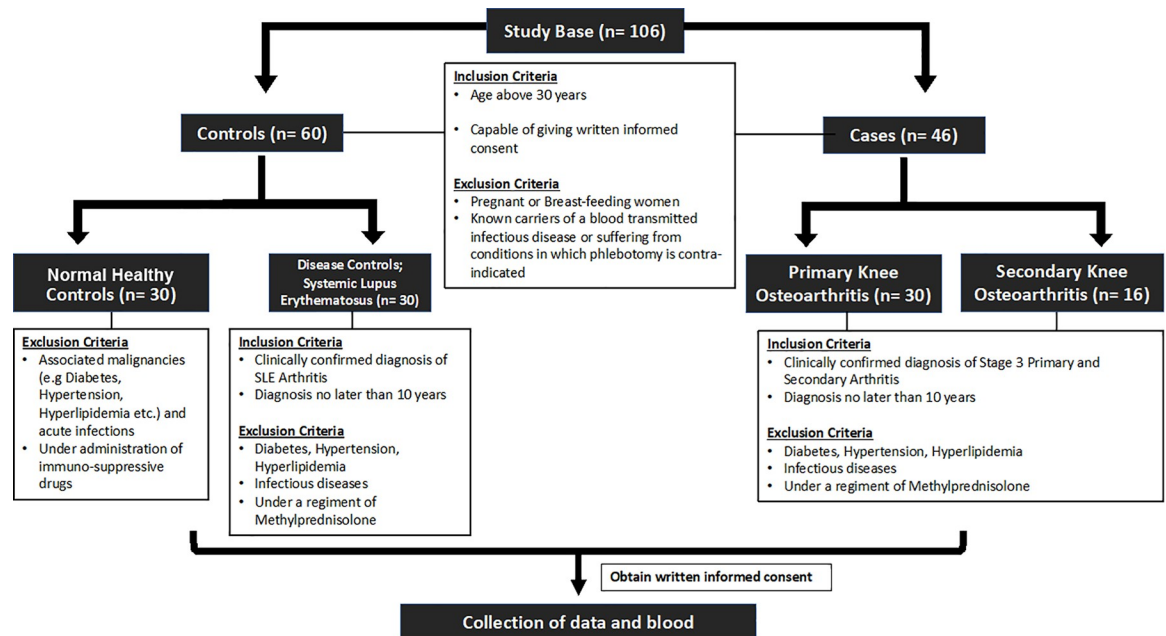 Study Base (n= 106)
Inclusion Criteria
• Age above 30 years
• Capable of giving written informed
consent
Exclusion Criteria
• Pregnant or Breast-feeding women
• Known carriers of a blood transmitted
infectious disease or suffering from
conditions in which phlebotomy is contra-
indicated
Controls (n= 60)
Cases (n= 46)
Normal Healthy
Controls (n= 30)
Exclusion Criteria
• Associated malignancies
(e.g Diabetes,
Hypertension,
Hyperlipidemia etc.) and
acute infections
• Under administration of
immuno-suppressive
drugs
Disease Controls;
Systemic Lupus
Erythematosus (n= 30)
Inclusion Criteria
• Clinically confirmed diagnosis of
SLE Arthritis
• Diagnosis no later than 10 years
Exclusion Criteria
• Diabetes, Hypertension,
Hyperlipidemia
• Infectious diseases
• Under a regiment of
Methylprednisolone
Primary Knee
Osteoarthritis (n= 30)
Secondary Knee
Osteoarthritis (n= 16)
Inclusion Criteria
• Clinically confirmed diagnosis of Stage 3 Primary and
Secondary Arthritis
• Diagnosis no later than 10 years
Exclusion Criteria
• Diabetes, Hypertension, Hyperlipidemia
• Infectious diseases
• Under a regiment of Methylprednisolone
Obtain written informed consent
Collection of data and blood